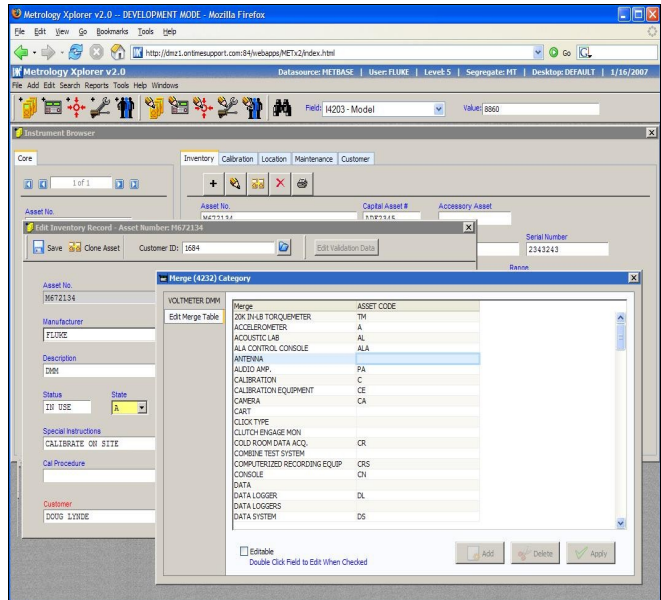 Metrology Xplorer v2.0 -- DEVELOPMENT MODE - Mozilla Firefox
File Edit View Go Bookmarks Tools Help
http://dmz1.ontimesupport.com:84/webapps/METx2/index.html Go
Metrology Xplorer v2.0 Datasource: METBASE | User: FLUKE | Level: 5 | Segregate: MT | Desktop: DEFAULT | 1/16/2007
File Add Edit Search Reports Tools Help Windows
Field: I4203 - Model Value: 8860
Instrument Browser
Core Inventory Calibration Location Maintenance Customer
1 of 1
Asset No. Asset No. Capital Asset # Accessory Asset
M672134
Edit Inventory Record - Asset Number: M672134
Serial Number
Save Clone Asset Customer ID: 1684 Edit Validation Data 2343243
Range
Merge (4232) Category
Asset No.
M672134
Manufacturer
FLUKE
Description
DMM
Status State
IN USE A
Special Instructions
CALIBRATE ON SITE
Cal Procedure
Customer
DOUG LYNDE
VOLTMETER DMM
Edit Merge Table
Merge ASSET CODE
20K IN-LB TORQUEMETER TM
ACCELEROMETER A
ACOUSTIC LAB AL
ALA CONTROL CONSOLE ALA
ANTENNA
AUDIO AMP. PA
CALIBRATION C
CALIBRATION EQUIPMENT CE
CAMERA CA
CART
CLICK TYPE
CLUTCH ENGAGE MON
COLD ROOM DATA ACQ. CR
COMBINE TEST SYSTEM
COMPUTERIZED RECORDING EQUIP CRS
CONSOLE CN
DATA
DATA LOGGER DL
DATA LOGGERS
DATA SYSTEM DS
Editable
Double Click Field to Edit When Checked
Add Delete Apply